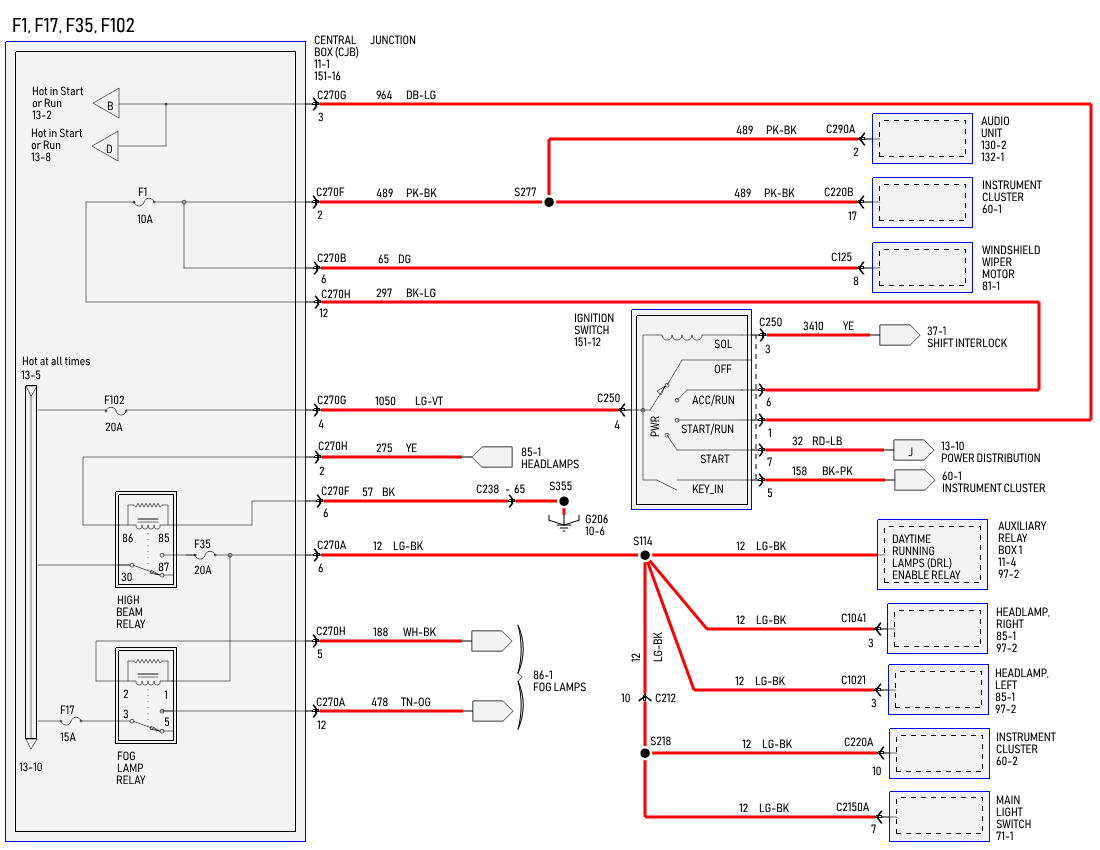 F1, F17, F35, F102
CENTRAL JUNCTION
BOX (CJB)
11-1
151-16
Hot in Start
or Run
13-2
B
C270G
964 DB-LG
3
Hot in Start
or Run
13-8
D
489 PK-BK
C290A
2
AUDIO
UNIT
130-2
132-1
F1
10A
C270F
489 PK-BK
2
S277
489 PK-BK
C220B
17
INSTRUMENT
CLUSTER
60-1
C270B
65 DG
6
C125
8
WINDSHIELD
WIPER
MOTOR
81-1
C270H
297 BK-LG
12
IGNITION
SWITCH
151-12
SOL
OFF
ACC/RUN
START/RUN
START
KEY_IN
PWR
C250
3410 YE
3
37-1
SHIFT INTERLOCK
6
1
32 RD-LB
7
J
13-10
POWER DISTRIBUTION
158 BK-PK
5
60-1
INSTRUMENT CLUSTER
Hot at all times
13-5
F102
20A
C270G
1050 LG-VT
4
C250
4
C270H
275 YE
2
85-1
HEADLAMPS
C270F
57 BK
6
C238 - 65
S355
G206
10-6
86
85
87
30
F35
20A
HIGH
BEAM
RELAY
C270A
12 LG-BK
6
S114
12 LG-BK
DAYTIME
RUNNING
LAMPS (DRL)
ENABLE RELAY
AUXILIARY
RELAY
BOX 1
11-4
97-2
12 LG-BK
C1041
3
HEADLAMP,
RIGHT
85-1
97-2
12 LG-BK
12 LG-BK
C1021
3
HEADLAMP,
LEFT
85-1
97-2
10
C212
C270H
188 WH-BK
5
86-1
FOG LAMPS
C270A
478 TN-OG
12
2
1
3
5
F17
15A
FOG
LAMP
RELAY
13-10
S218
12 LG-BK
C220A
10
INSTRUMENT
CLUSTER
60-2
12 LG-BK
C2150A
7
MAIN
LIGHT
SWITCH
71-1